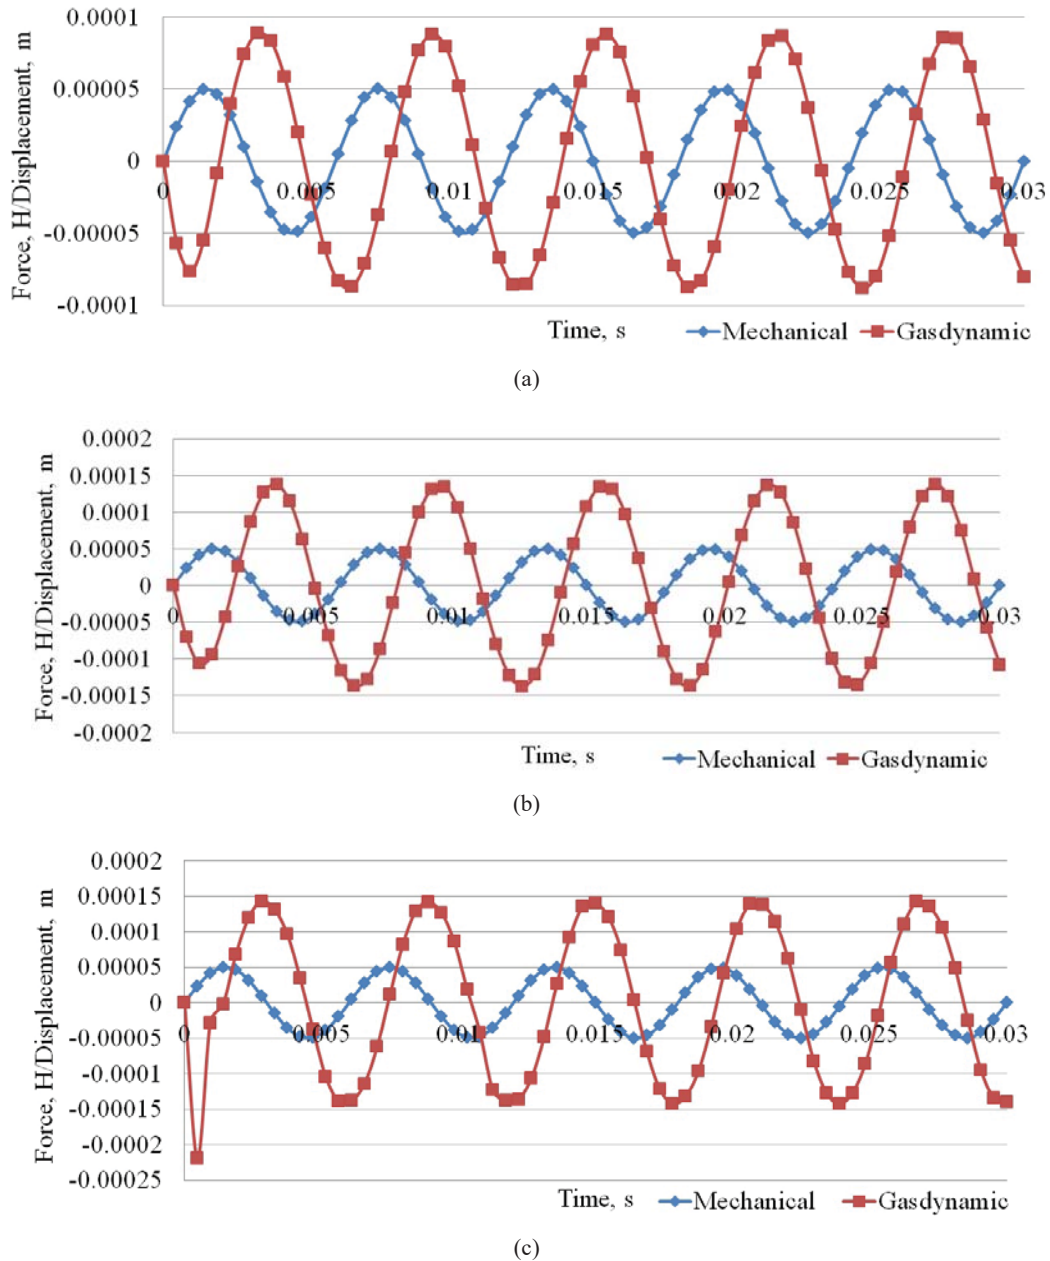 0.0001
0.00005
0
-0.00005
-0.0001
Force, H/Displacement, m
0 0.005 0.01 0.015 0.02 0.025 0.03
Time, s Mechanical Gasdynamic
(a)
0.0002
0.00015
0.0001
0.00005
0
-0.00005
-0.0001
-0.00015
-0.0002
Force, H/Displacement, m
0 0.005 0.01 0.015 0.02 0.025 0.03
Time, s Mechanical Gasdynamic
(b)
0.0002
0.00015
0.0001
0.00005
0
-0.00005
-0.0001
-0.00015
-0.0002
-0.00025
Force, H/Displacement, m
0 0.005 0.01 0.015 0.02 0.025 0.03
Time, s Mechanical Gasdynamic
(c)